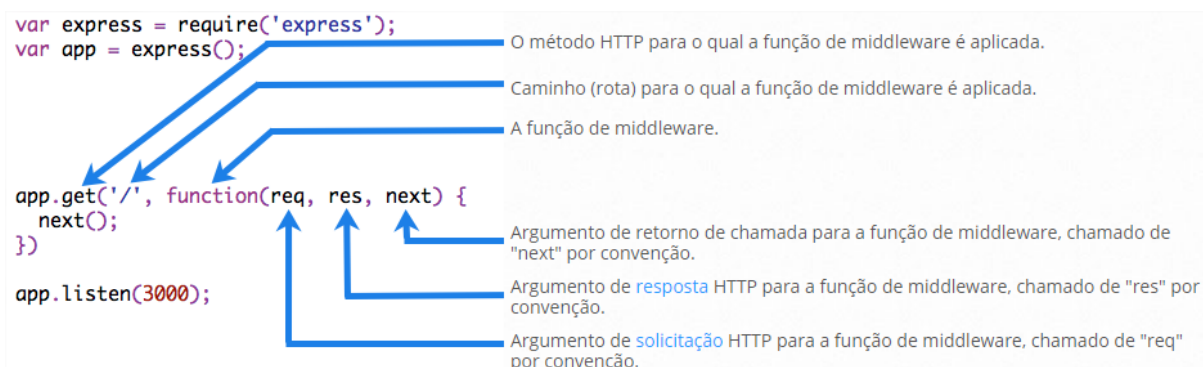 var express = require('express');
var app = express();
O método HTTP para o qual a função de middleware é aplicada.
Caminho (rota) para o qual a função de middleware é aplicada.
A função de middleware.
app.get('/', function(req, res, next) {
  next();
})
app.listen(3000);
Argumento de retorno de chamada para a função de middleware, chamado de
"next" por convenção.
Argumento de resposta HTTP para a função de middleware, chamado de "res" por
convenção.
Argumento de solicitação HTTP para a função de middleware, chamado de "req"
por convenção.